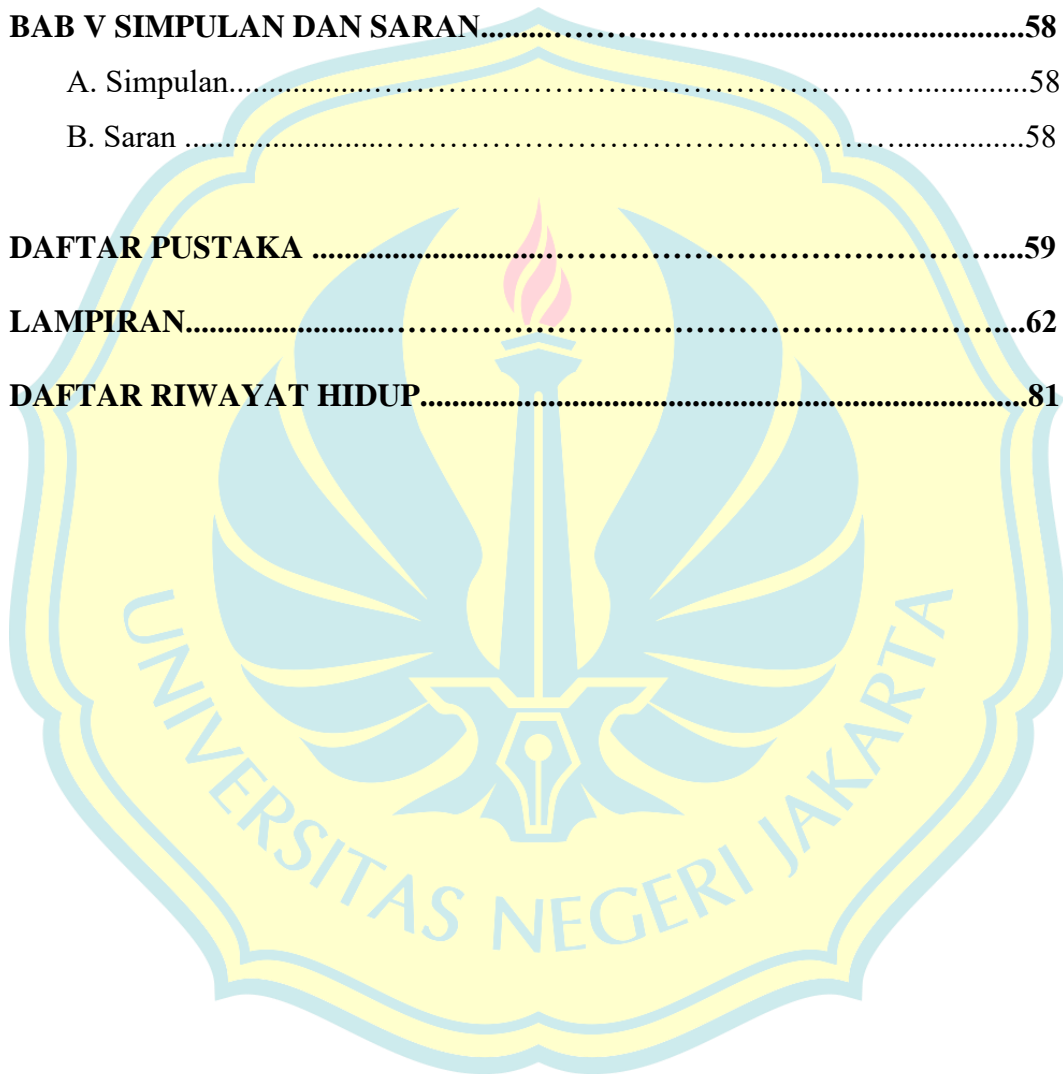 BAB V SIMPULAN DAN SARAN..........................................................58
A. Simpulan..........................................................58
B. Saran ..........................................................58
DAFTAR PUSTAKA ..........................................................59
LAMPIRAN..........................................................62
DAFTAR RIWAYAT HIDUP..........................................................81
UNIVERSITAS NEGERI JAKARTA